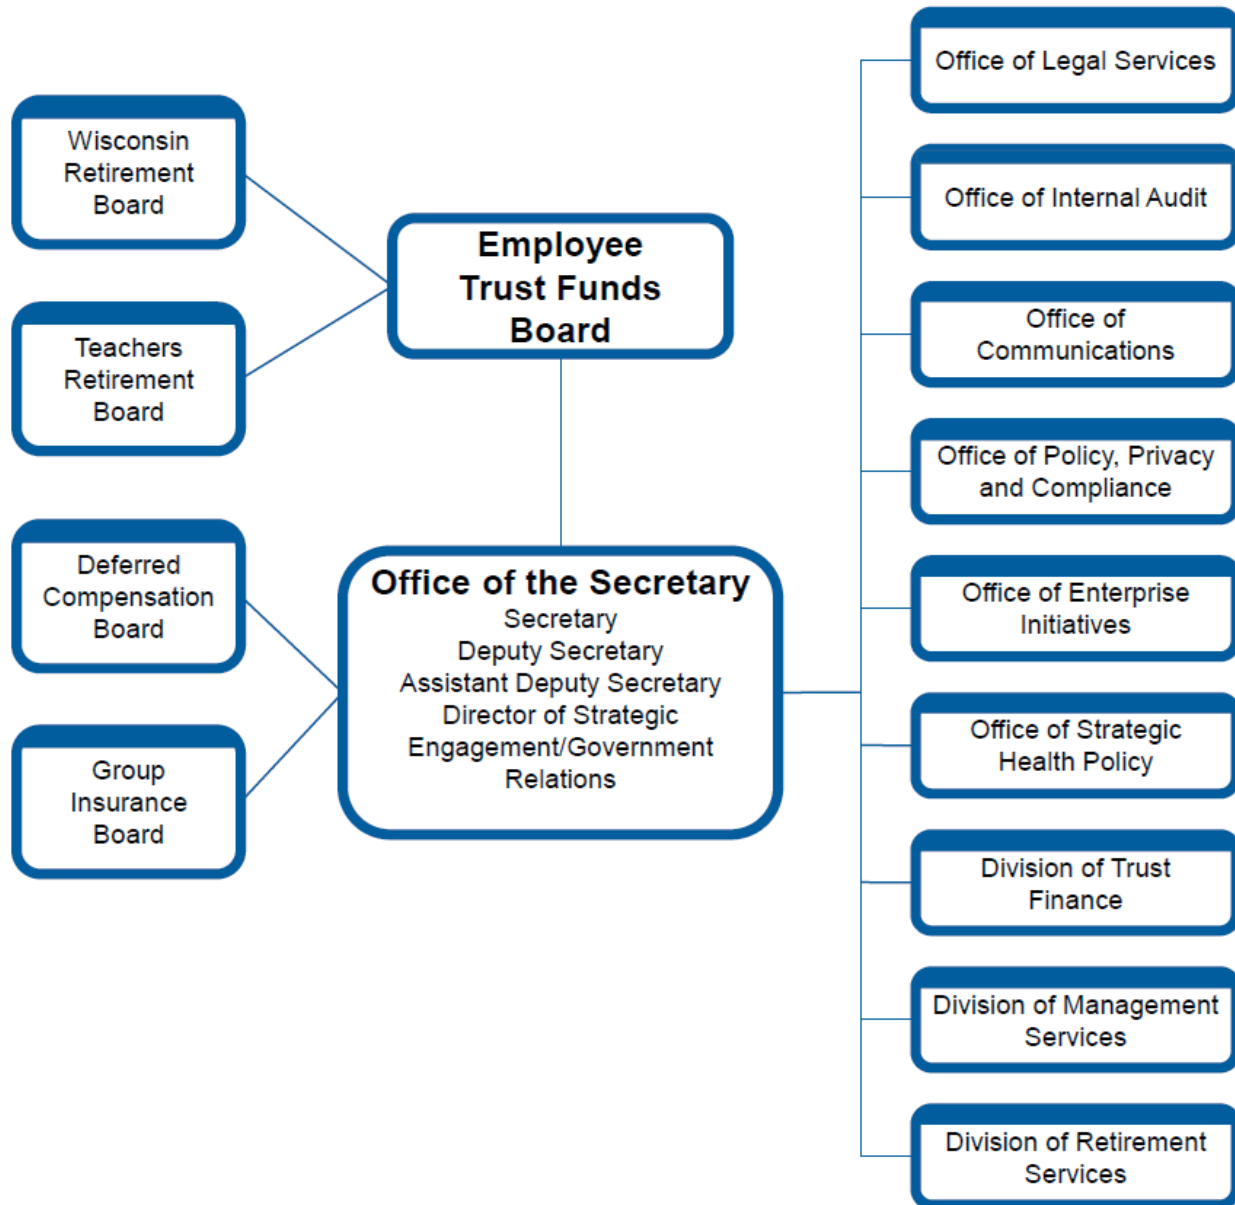 Wisconsin
Retirement
Board
Teachers
Retirement
Board
Deferred
Compensation
Board
Group
Insurance
Board
Employee
Trust Funds
Board
Office of the Secretary
Secretary
Deputy Secretary
Assistant Deputy Secretary
Director of Strategic
Engagement/Government
Relations
Office of Legal Services
Office of Internal Audit
Office of
Communications
Office of Policy, Privacy
and Compliance
Office of Enterprise
Initiatives
Office of Strategic
Health Policy
Division of Trust
Finance
Division of Management
Services
Division of Retirement
Services